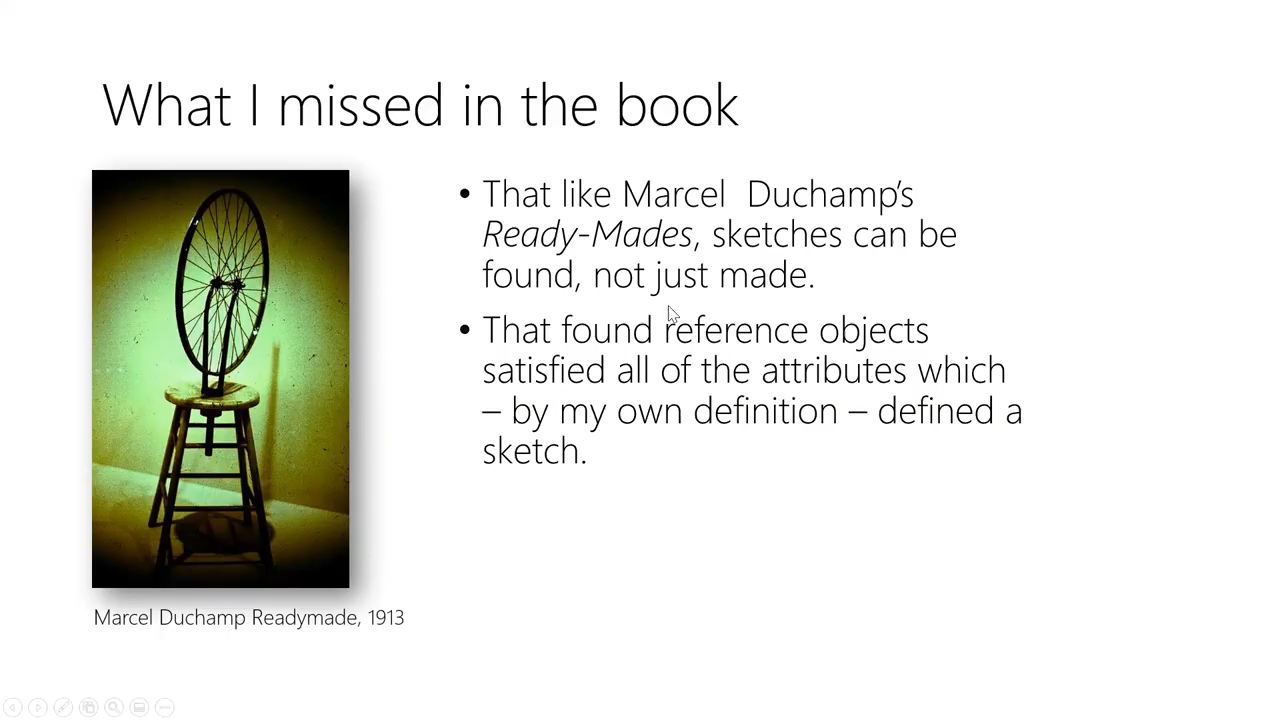 What I missed in the book
• That like Marcel  Duchamp's
Ready-Mades, sketches can be
found, not just made.
• That found reference objects
satisfied all of the attributes which
– by my own definition – defined a
sketch.
Marcel Duchamp Readymade, 1913